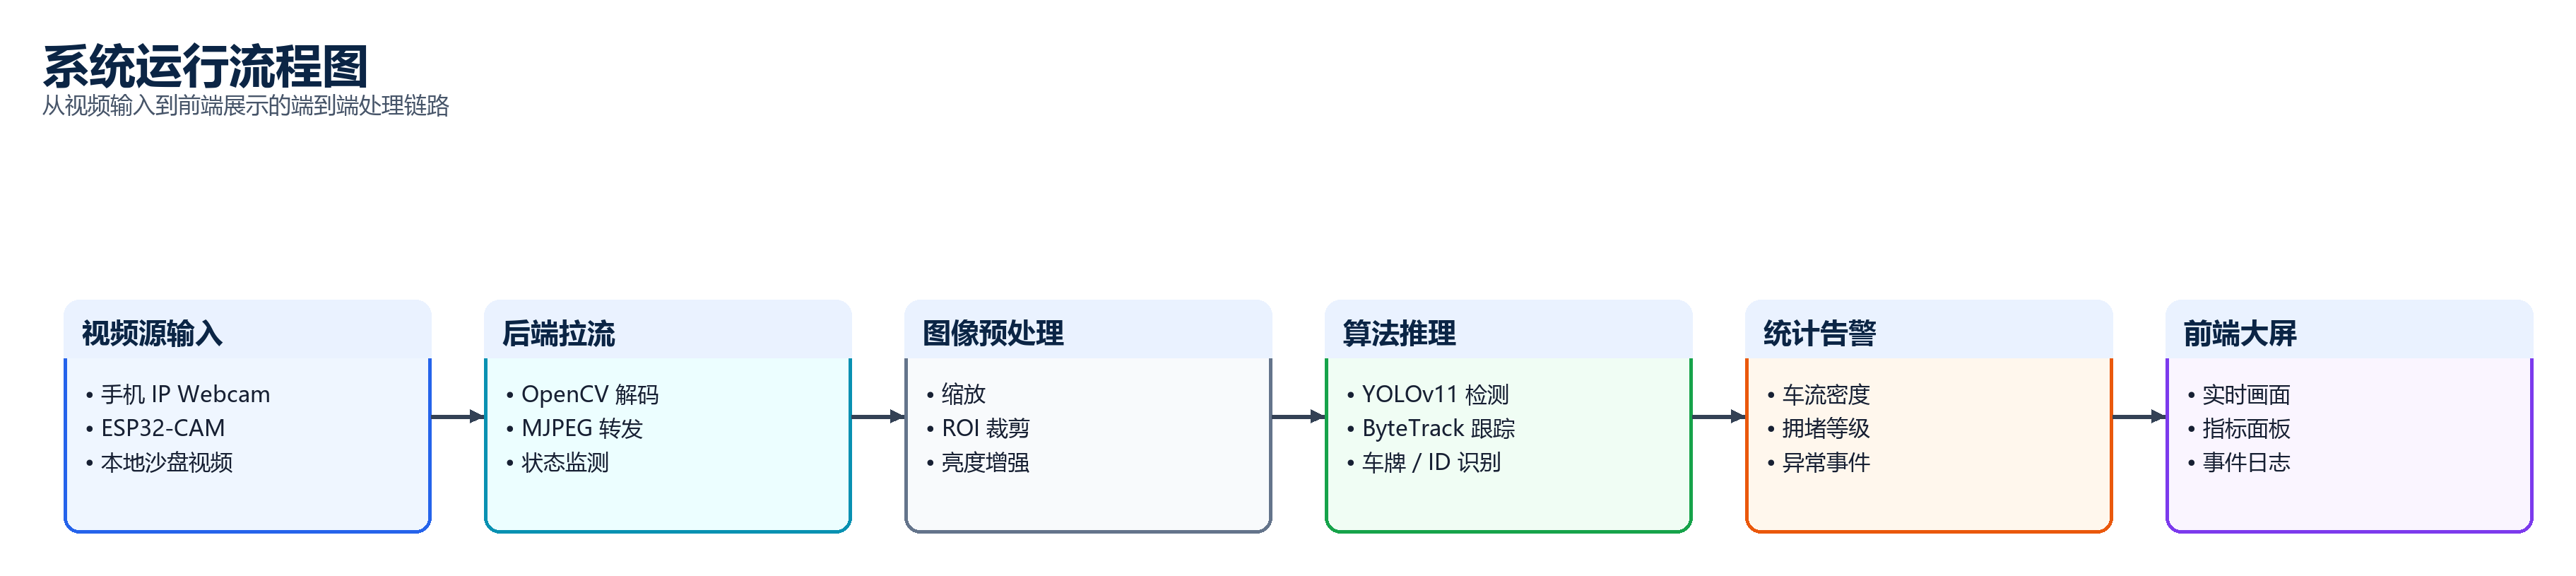 系统运行流程图
从视频输入到前端展示的端到端处理链路
视频源输入
• 手机 IP Webcam
• ESP32-CAM
• 本地沙盘视频
后端拉流
• OpenCV 解码
• MJPEG 转发
• 状态监测
图像预处理
• 缩放
• ROI 裁剪
• 亮度增强
算法推理
• YOLOv11 检测
• ByteTrack 跟踪
• 车牌 / ID 识别
统计告警
• 车流密度
• 拥堵等级
• 异常事件
前端大屏
• 实时画面
• 指标面板
• 事件日志